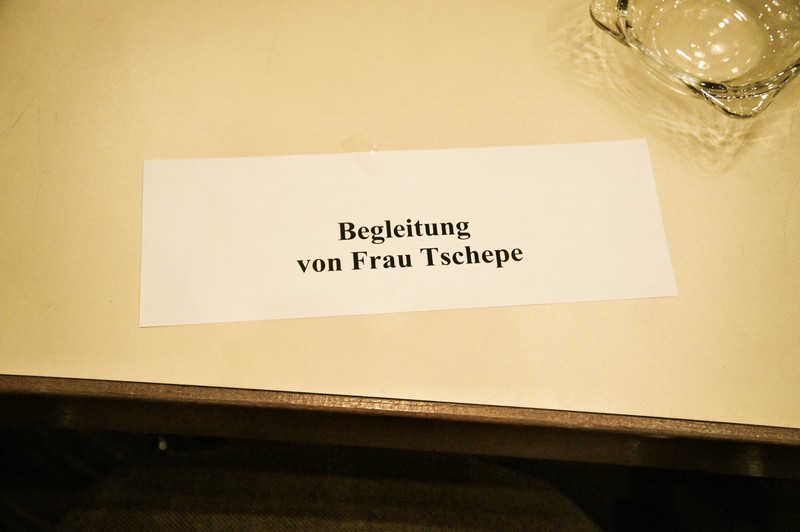 Begleitung
von Frau Tschepe